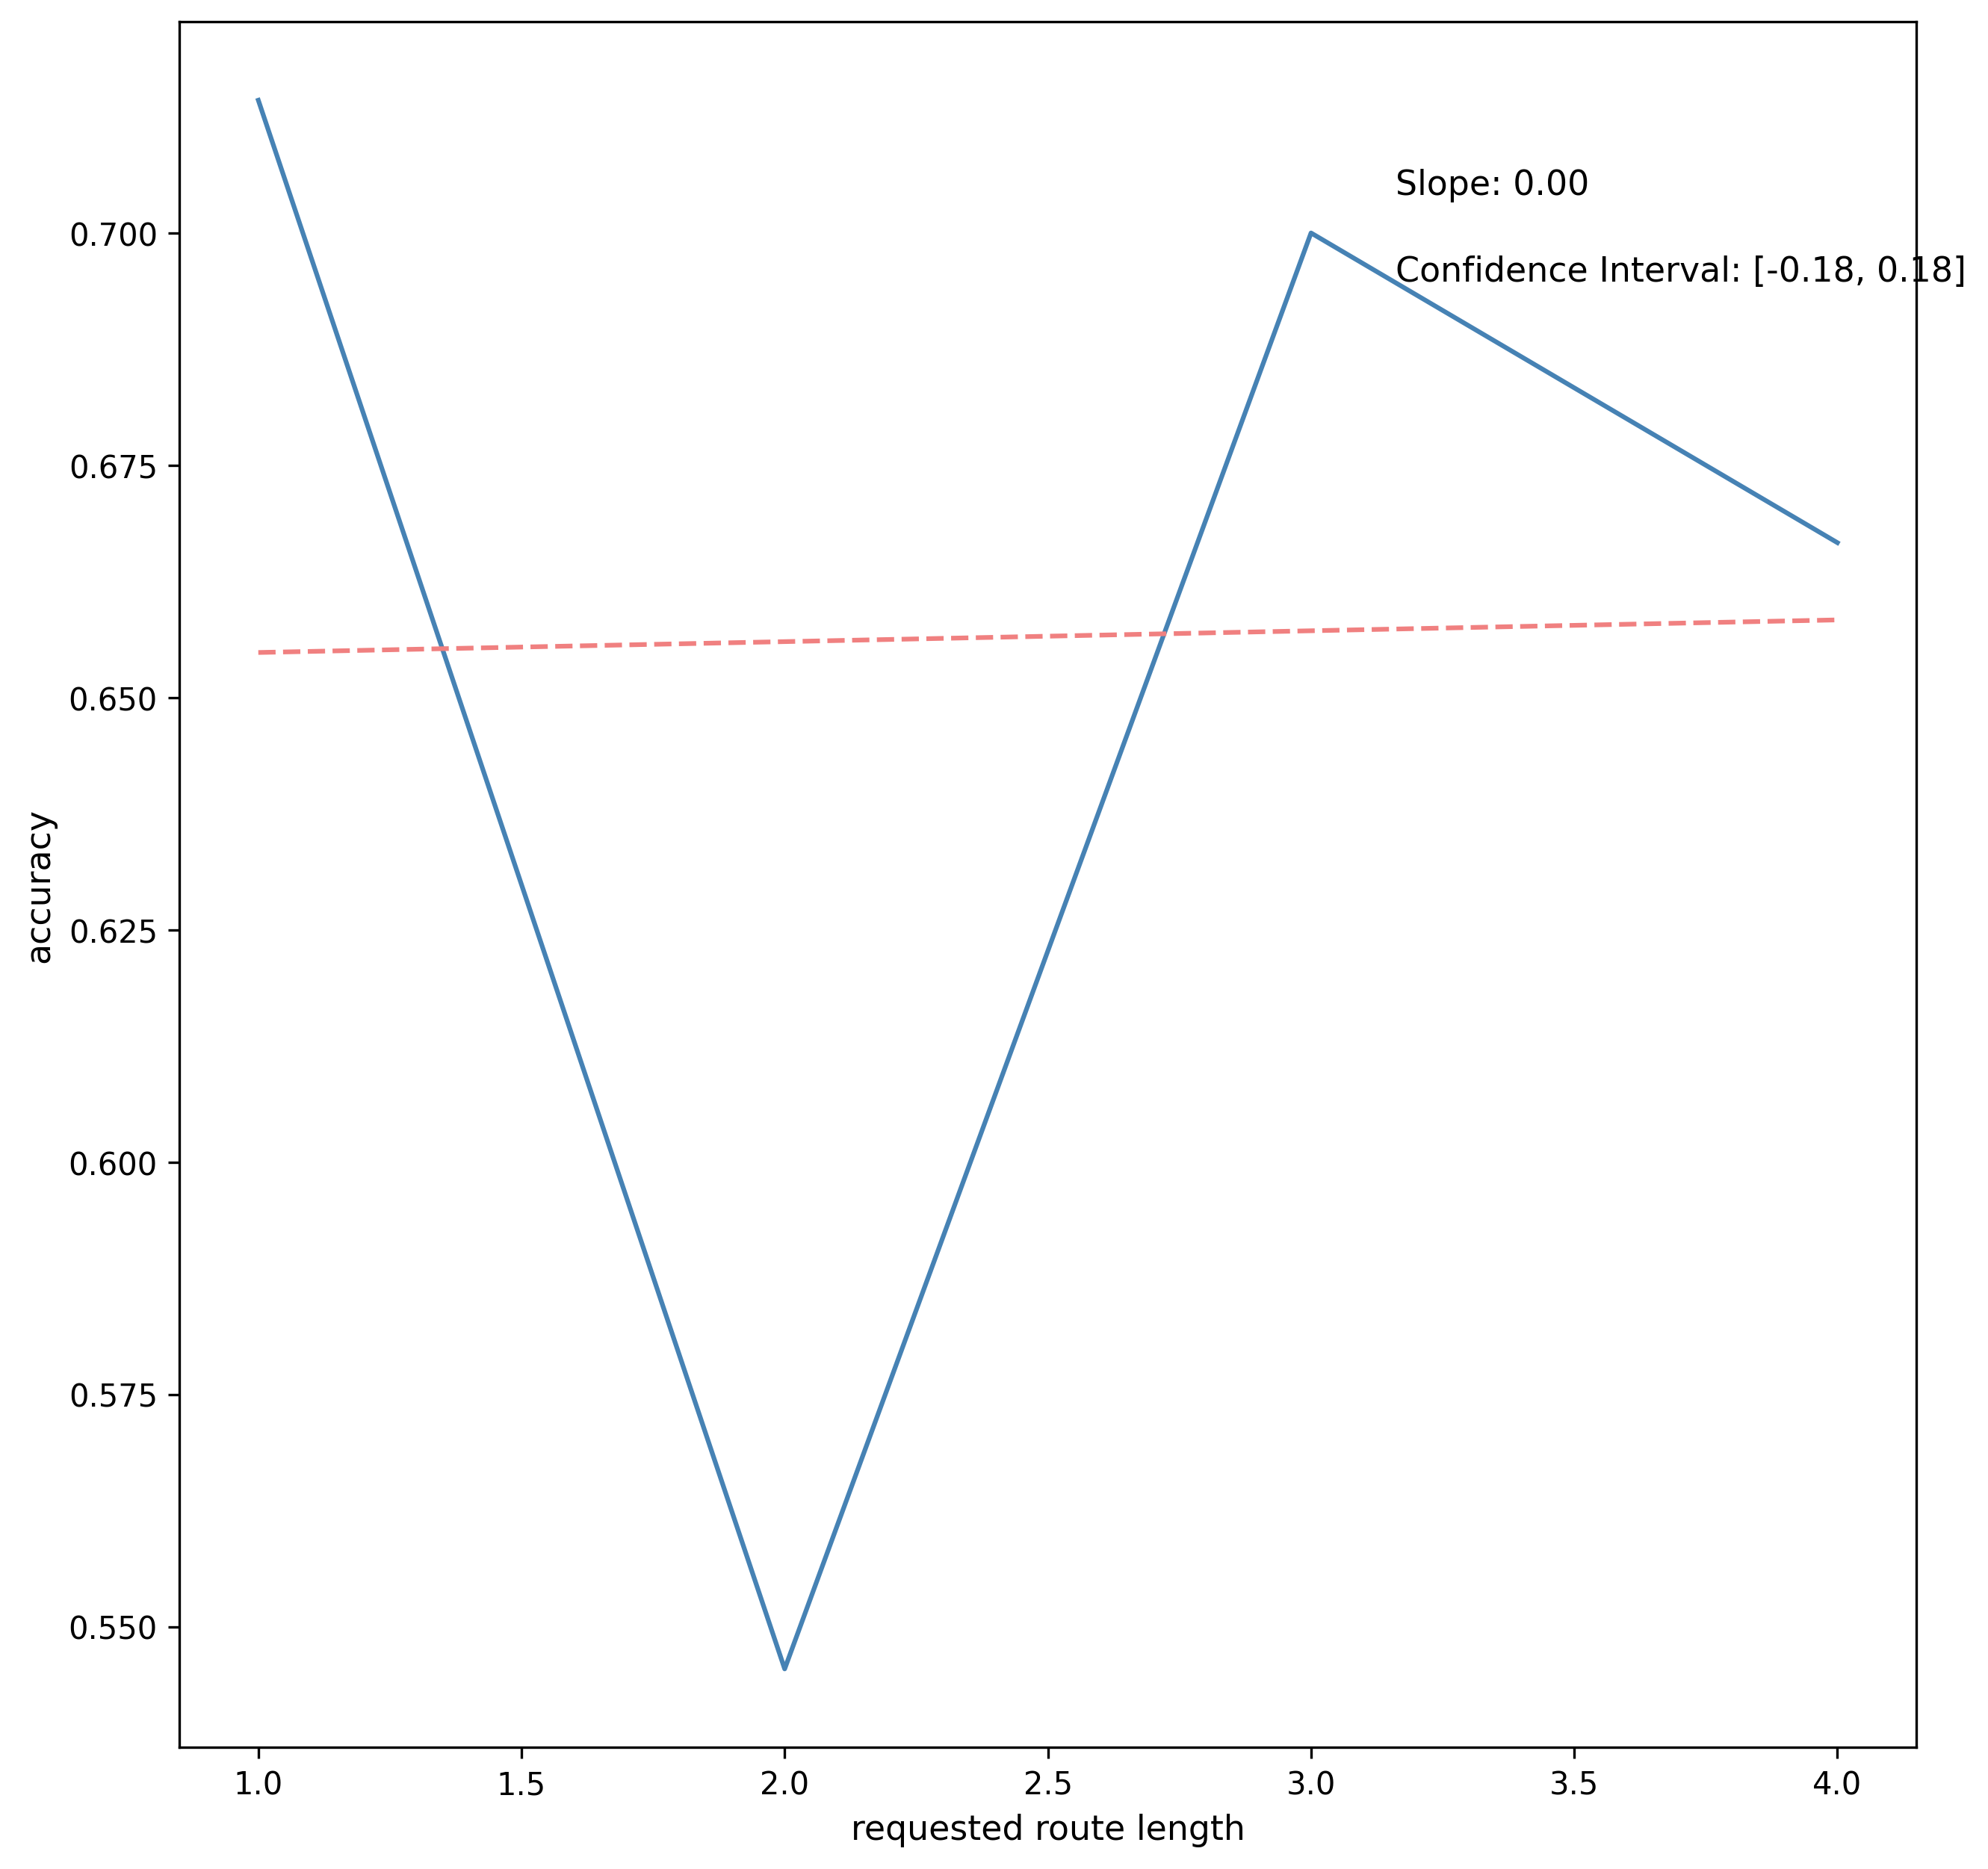 Slope: 0.00
Confidence Interval: [-0.18, 0.18]
0.700
0.675
0.650
0.625
0.600
0.575
0.550
accuracy
1.0 1.5 2.0 2.5 3.0 3.5 4.0
requested route length